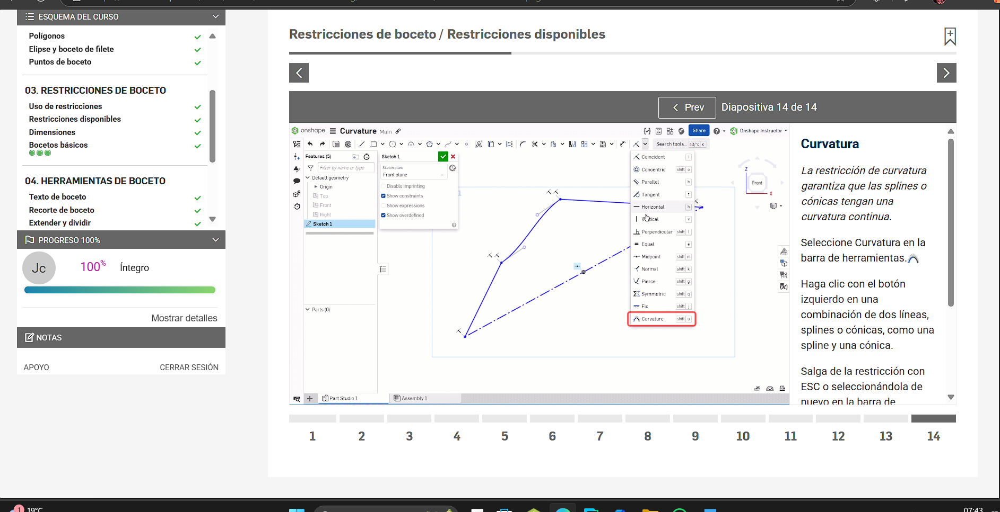 ESQUEMA DEL CURSO
Polígonos
Elipse y boceto de filete
Puntos de boceto
03. RESTRICCIONES DE BOCETO
Uso de restricciones
Restricciones disponibles
Dimensiones
Bocetos básicos
04. HERRAMIENTAS DE BOCETO
Texto de boceto
Recorte de boceto
Extender y dividir
PROGRESO 100%
Jc
100%
Íntegro
Mostrar detalles
NOTAS
APOYO
CERRAR SESIÓN
Restricciones de boceto / Restricciones disponibles
Prev
Diapositiva 14 de 14
onshape
Curvature Main
Share
Onshape Instructor
Search tools... alt/⌥ c
Features (5)
Filter by name or type
Default geometry
Origin
Top
Front
Right
Sketch 1
Parts (0)
Sketch 1
Sketch plane
Front plane
Disable imprinting
Show constraints
Show expressions
Show overdefined
Coincident i
Concentric shift o
Parallel b
Tangent t
Horizontal h
Vertical v
Perpendicular shift l
Equal e
Midpoint shift m
Normal shift k
Pierce shift g
Symmetric shift q
Fix shift j
Curvature shift u
Z
Front
X
Part Studio 1
Assembly 1
Curvatura
La restricción de curvatura
garantiza que las splines o
cónicas tengan una
curvatura continua.
Seleccione Curvatura en la
barra de herramientas.
Haga clic con el botón
izquierdo en una
combinación de dos líneas,
splines o cónicas, como una
spline y una cónica.
Salga de la restricción con
ESC o seleccionándola de
nuevo en la barra de
1 2 3 4 5 6 7 8 9 10 11 12 13 14
1
19°C
07:43